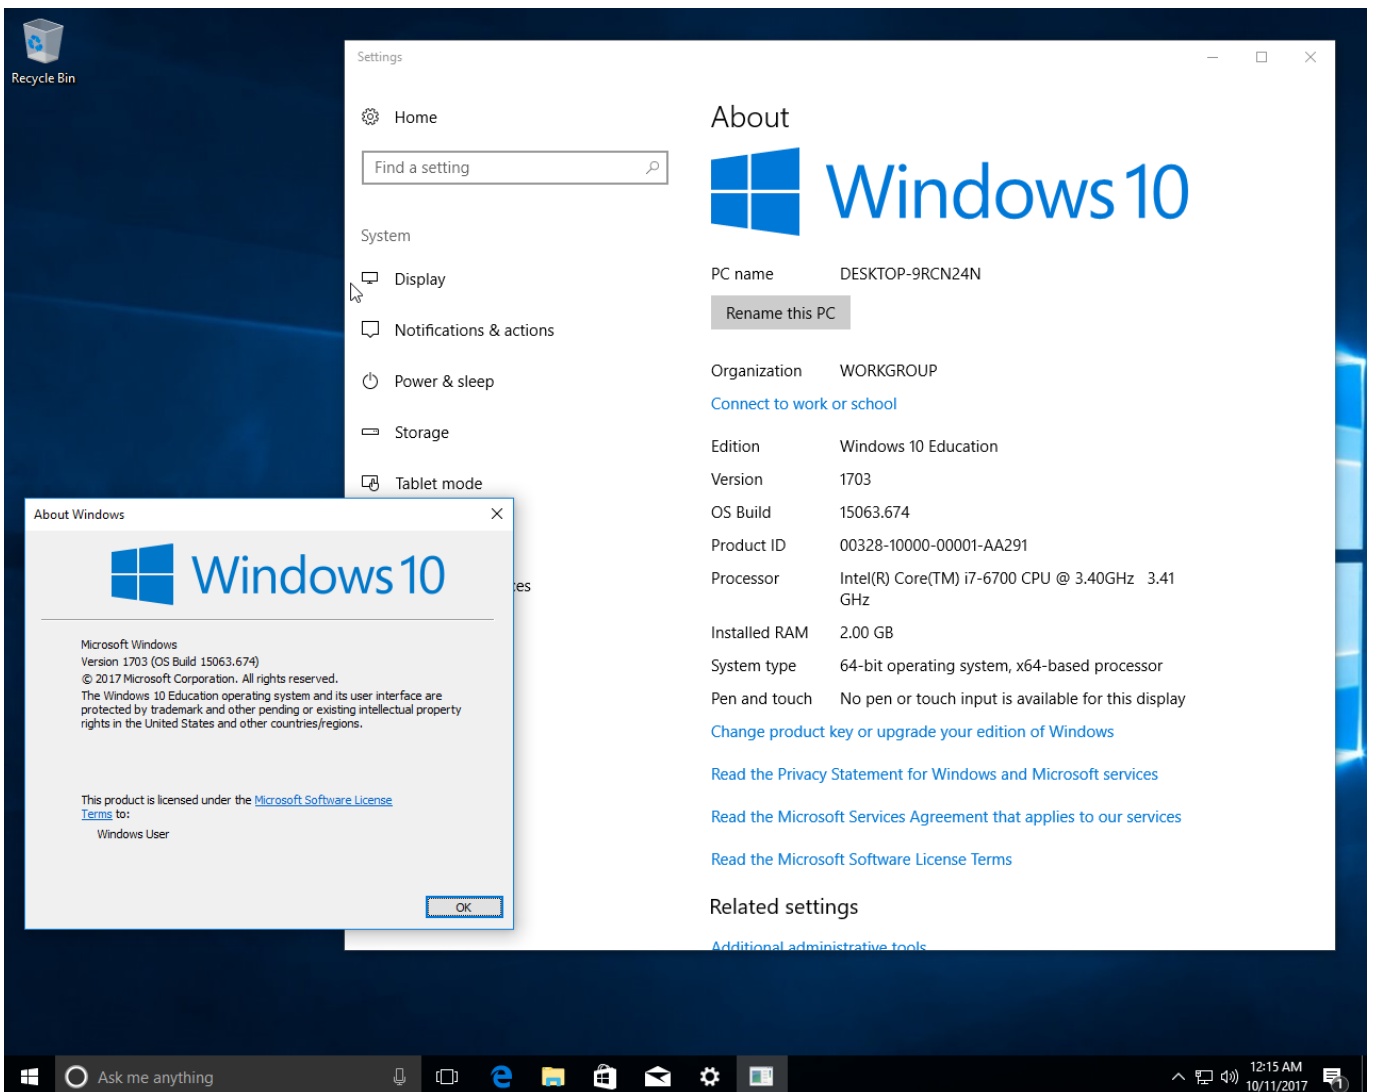 Recycle Bin
Settings
Home
Find a setting
System
Display
Notifications & actions
Power & sleep
Storage
Tablet mode
About
Windows 10
PC name DESKTOP-9RCN24N
Rename this PC
Organization WORKGROUP
Connect to work or school
Edition Windows 10 Education
Version 1703
OS Build 15063.674
Product ID 00328-10000-00001-AA291
Processor Intel(R) Core(TM) i7-6700 CPU @ 3.40GHz 3.41
GHz
Installed RAM 2.00 GB
System type 64-bit operating system, x64-based processor
Pen and touch No pen or touch input is available for this display
Change product key or upgrade your edition of Windows
Read the Privacy Statement for Windows and Microsoft services
Read the Microsoft Services Agreement that applies to our services
Read the Microsoft Software License Terms
Related settings
Additional administrative tools
About Windows
Windows 10
Microsoft Windows
Version 1703 (OS Build 15063.674)
© 2017 Microsoft Corporation. All rights reserved.
The Windows 10 Education operating system and its user interface are
protected by trademark and other pending or existing intellectual property
rights in the United States and other countries/regions.
This product is licensed under the Microsoft Software License
Terms to:
Windows User
OK
Ask me anything
12:15 AM
10/11/2017
1